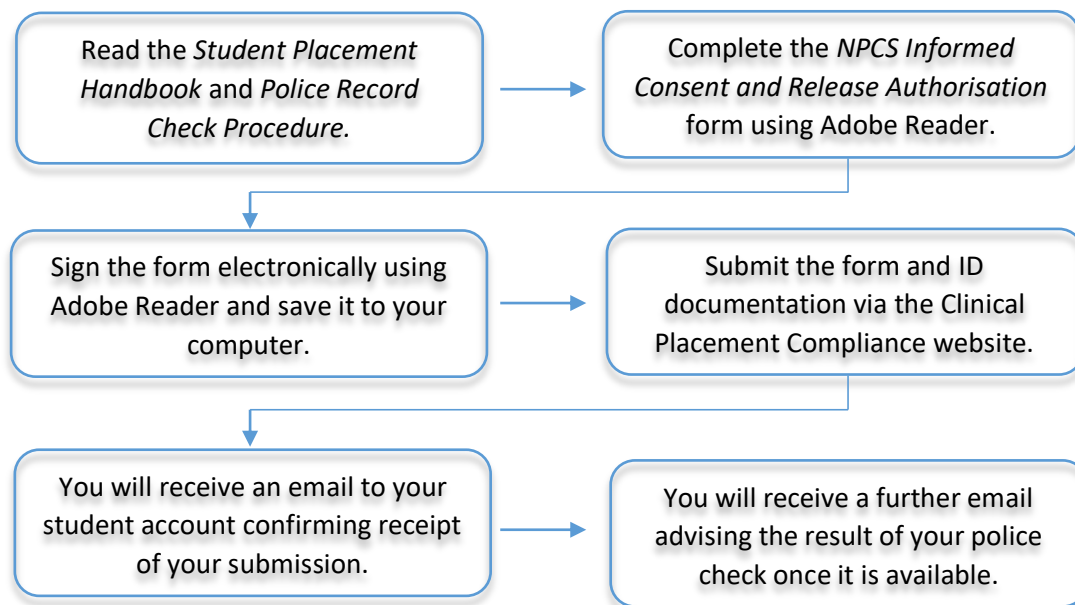 Read the Student Placement
Handbook and Police Record
Check Procedure.
Complete the NPCS Informed
Consent and Release Authorisation
form using Adobe Reader.
Sign the form electronically using
Adobe Reader and save it to your
computer.
Submit the form and ID
documentation via the Clinical
Placement Compliance website.
You will receive an email to your
student account confirming receipt
of your submission.
You will receive a further email
advising the result of your police
check once it is available.